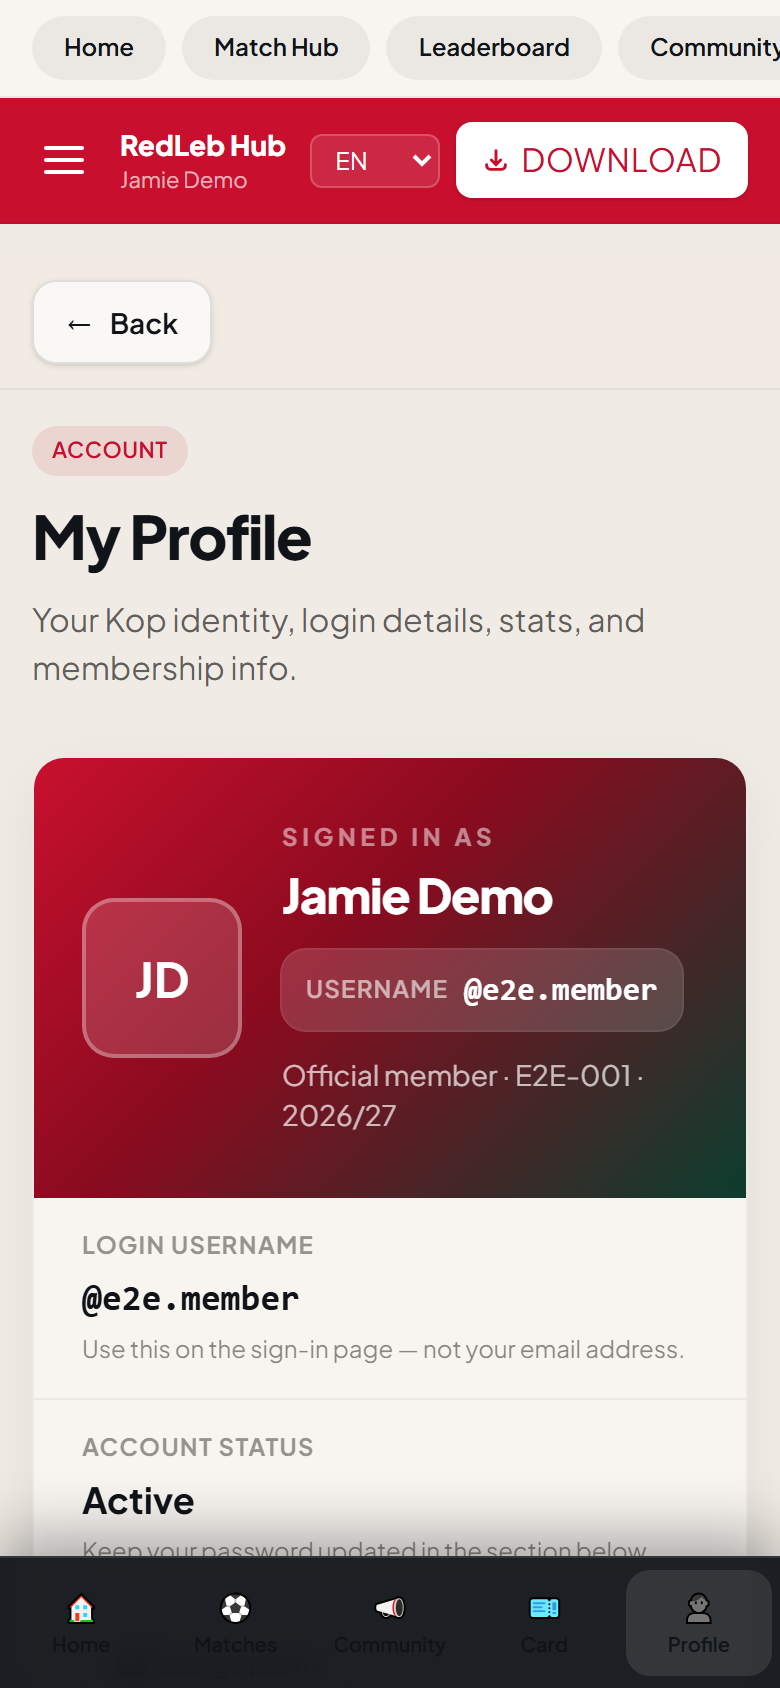 Home Match Hub Leaderboard Community
RedLeb Hub
Jamie Demo
EN
DOWNLOAD
← Back
ACCOUNT
My Profile
Your Kop identity, login details, stats, and
membership info.
SIGNED IN AS
JD
Jamie Demo
USERNAME @e2e.member
Official member · E2E-001 ·
2026/27
LOGIN USERNAME
@e2e.member
Use this on the sign-in page — not your email address.
ACCOUNT STATUS
Active
Keep your password updated in the section below
Home Matches Community Card Profile